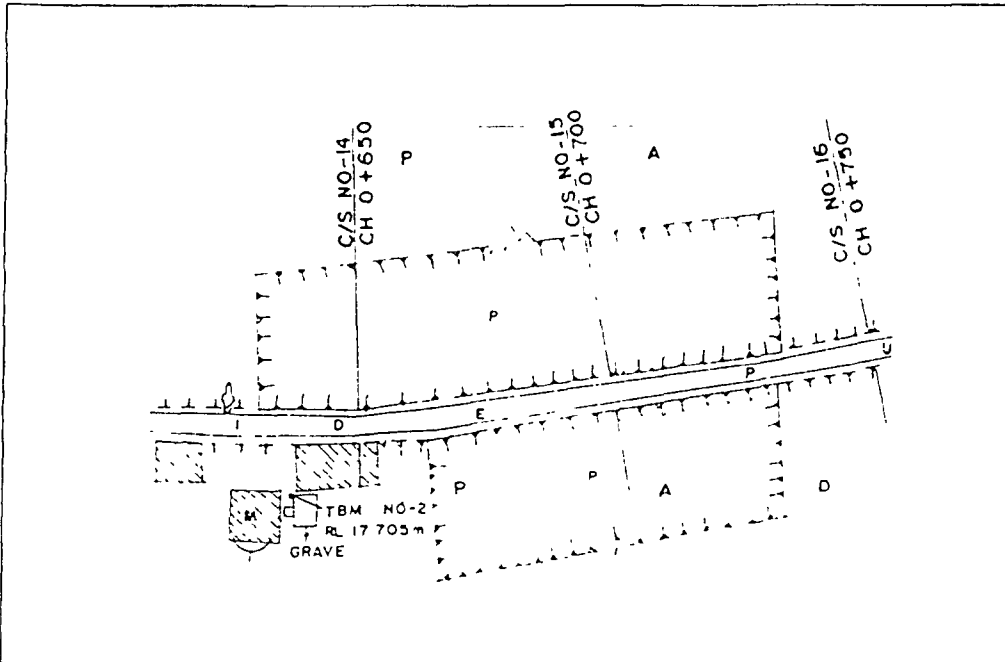 C/S NO-14
CH 0+650
P
C/S NO-15
CH 0+700
A
C/S NO-16
CH 0+750
P
I D E P U
P P A D
M
TBM NO-2
RL 17 705m
GRAVE